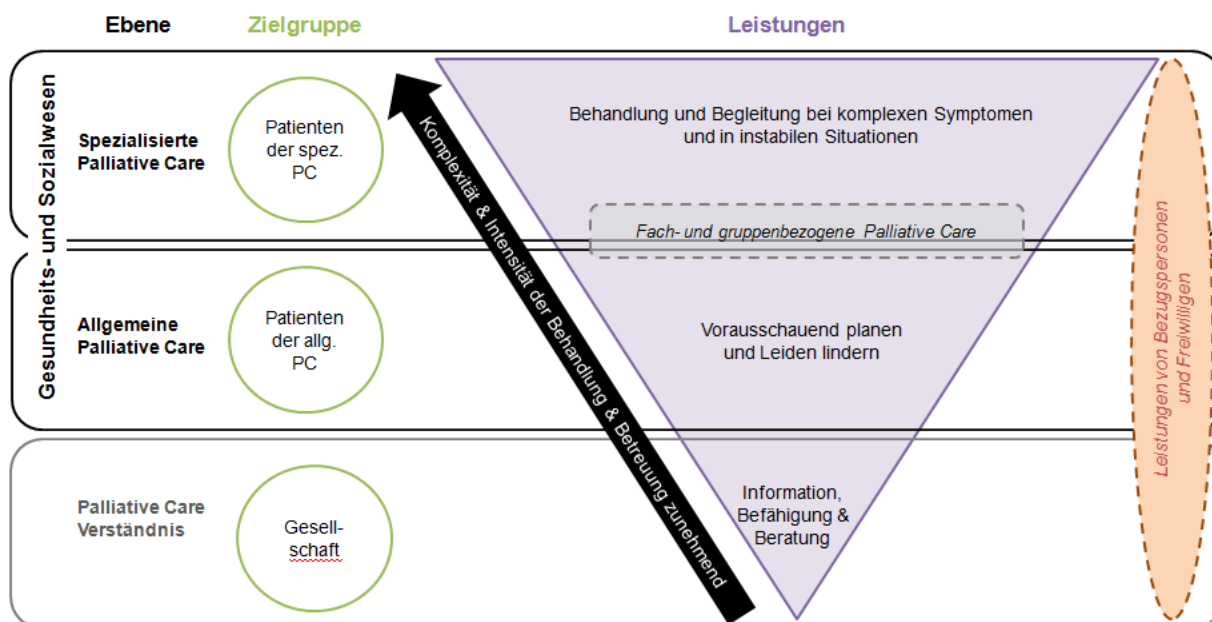 Ebene
Zielgruppe
Leistungen
Gesundheits- und Sozialwesen
Spezialisierte
Palliative Care
Patienten
der spez.
PC
Behandlung und Begleitung bei komplexen Symptomen
und in instabilen Situationen
Fach- und gruppenbezogene Palliative Care
Allgemeine
Palliative Care
Patienten
der allg.
PC
Vorausschauend planen
und Leiden lindern
Palliative Care
Verständnis
Gesell-
schaft
Information,
Befähigung &
Beratung
Komplexität & Intensität der Behandlung & Betreuung zunehmend
Leistungen von Bezugspersonen
und Freiwilligen